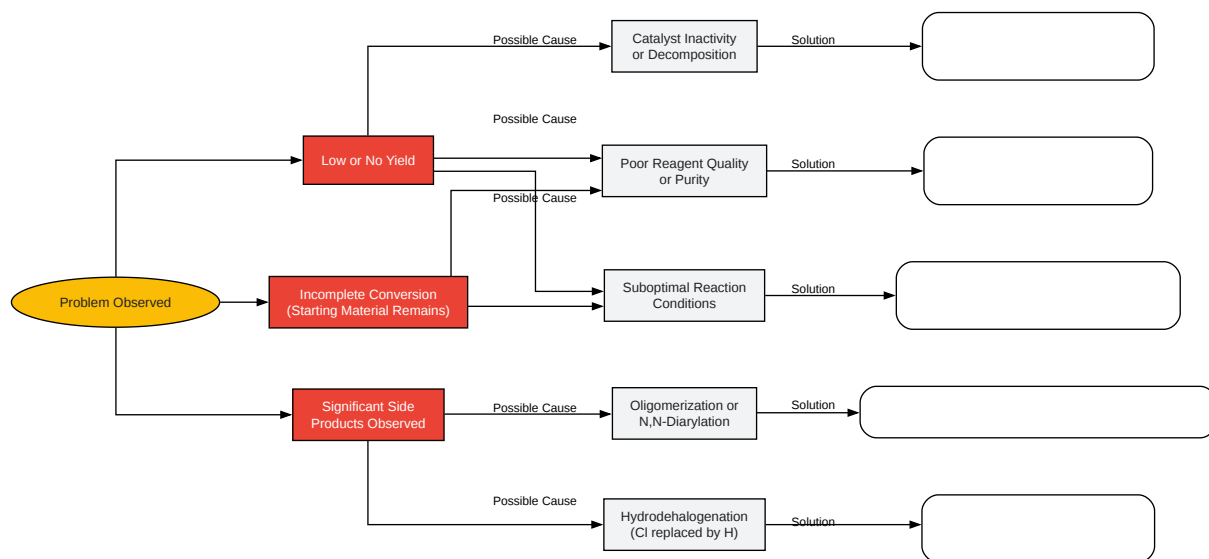 Possible Cause
Catalyst Inactivity
or Decomposition
Solution
Possible Cause
Low or No Yield
Poor Reagent Quality
or Purity
Solution
Possible Cause
Problem Observed
Incomplete Conversion
(Starting Material Remains)
Suboptimal Reaction
Conditions
Solution
Significant Side
Products Observed
Possible Cause
Oligomerization or
N,N-Diarylation
Solution
Possible Cause
Hydrodehalogenation
(Cl replaced by H)
Solution